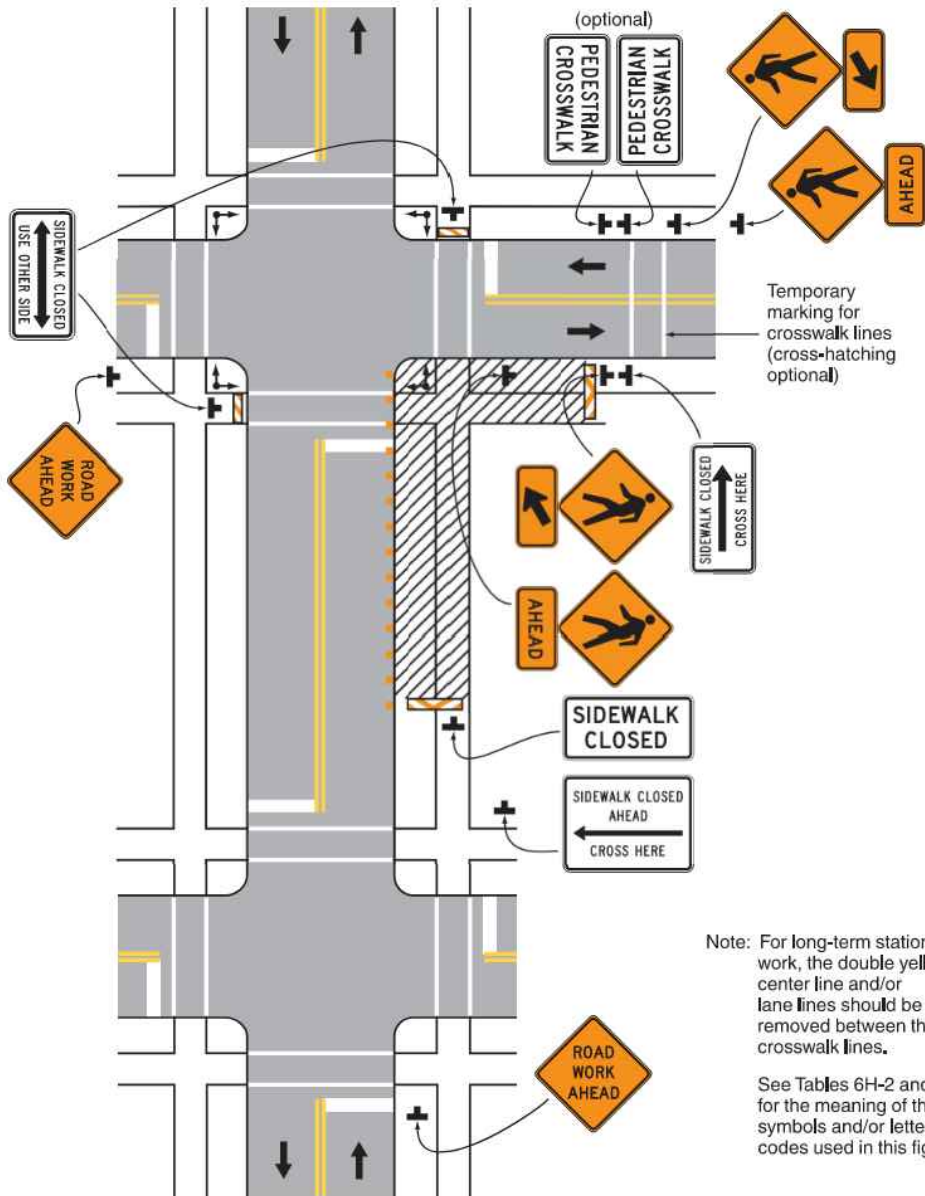 (optional)
PEDESTRIAN
CROSSWALK
PEDESTRIAN
CROSSWALK
AHEAD
SIDEWALK CLOSED
USE OTHER SIDE
Temporary
marking for
crosswalk lines
(cross-hatching
optional)
ROAD
WORK
AHEAD
SIDEWALK CLOSED
CROSS HERE
AHEAD
SIDEWALK
CLOSED
SIDEWALK CLOSED
AHEAD
CROSS HERE
Note: For long-term station
work, the double yell
center line and/or
lane lines should be
removed between th
crosswalk lines.
See Tables 6H-2 and
for the meaning of th
symbols and/or lette
codes used in this fig
ROAD
WORK
AHEAD